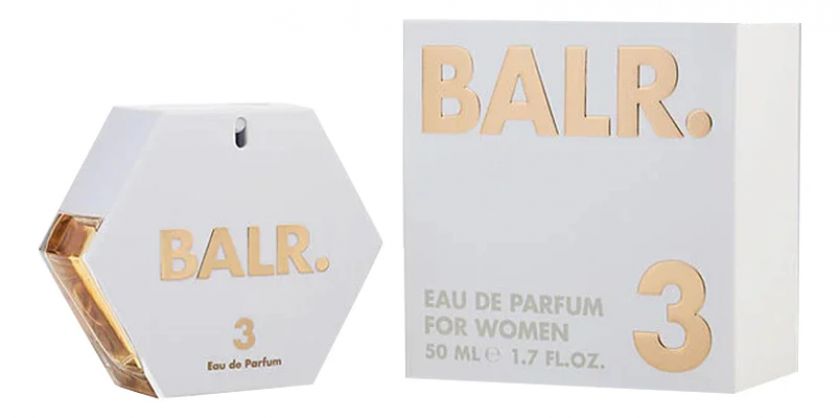 BALR.
3
Eau de Parfum
BALR.
EAU DE PARFUM
FOR WOMEN
50 ML ℮ 1.7 FL.OZ.
3